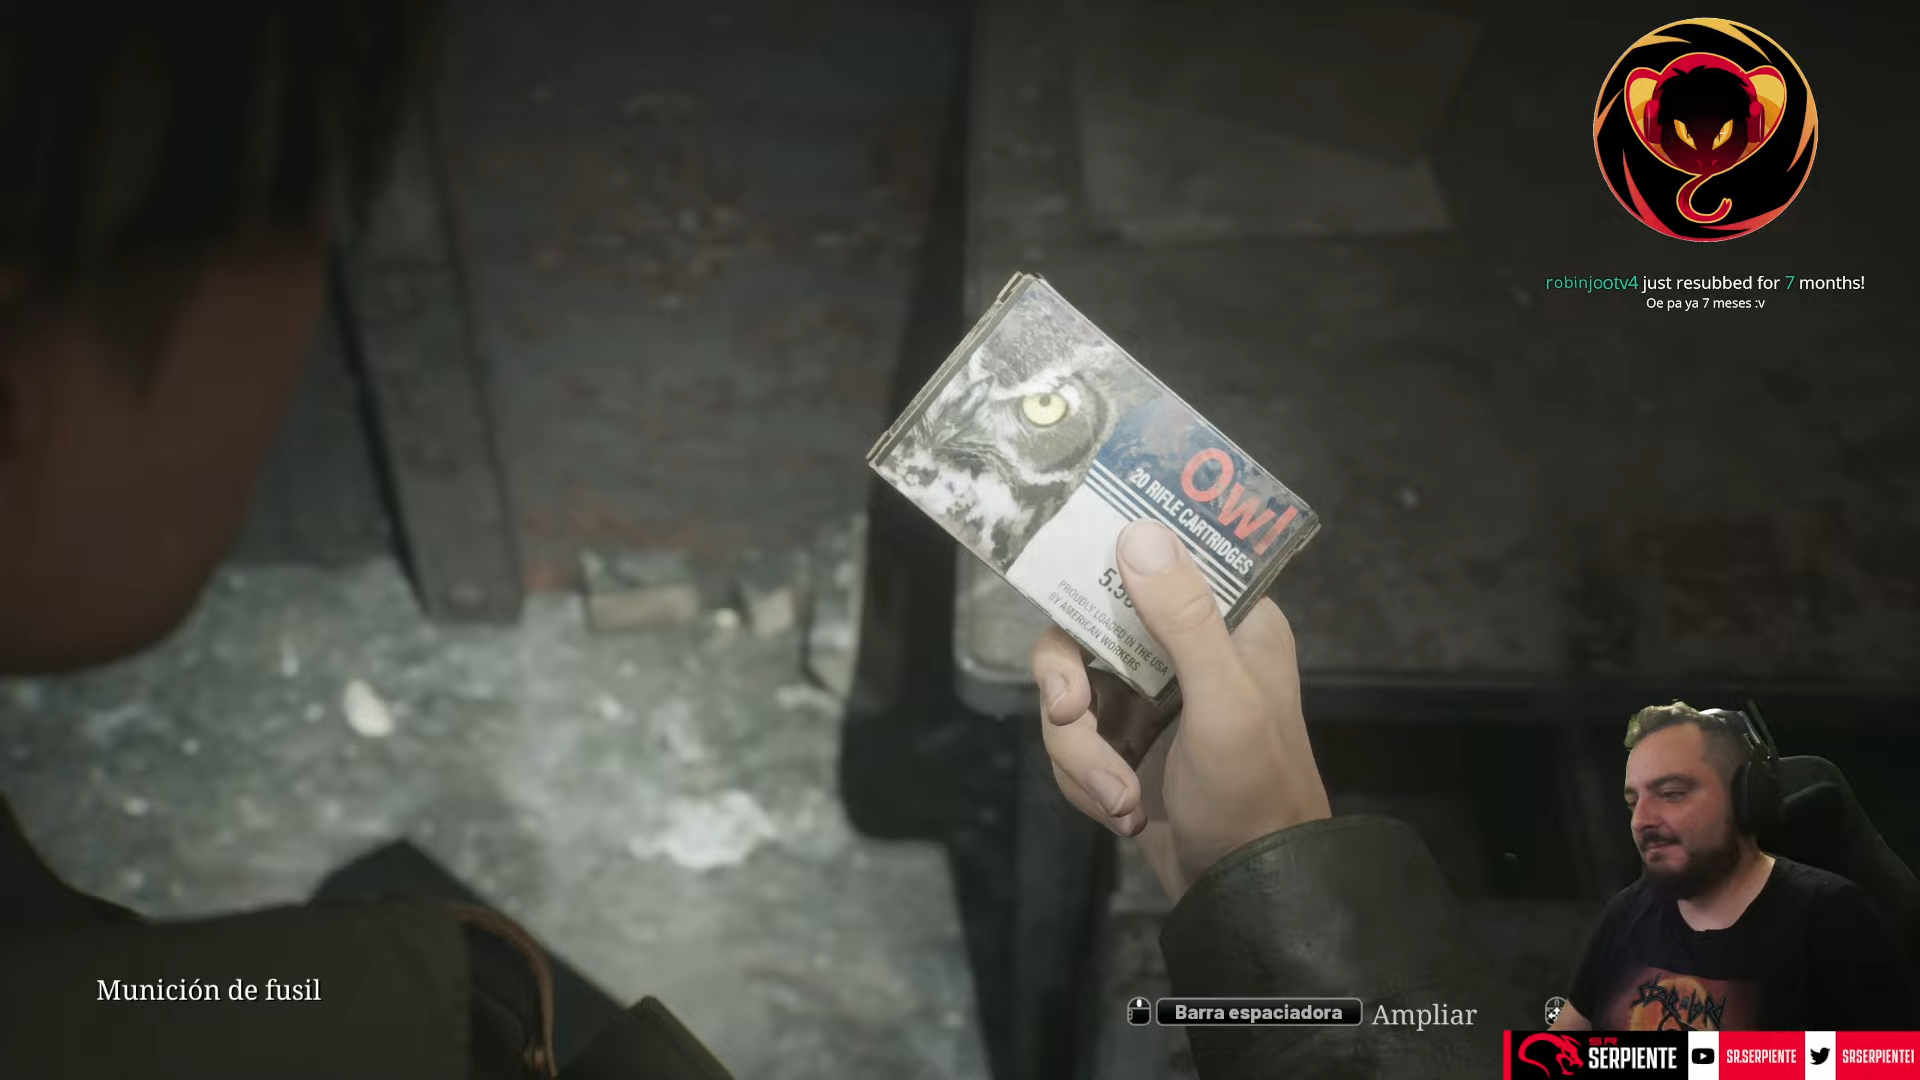 robinjootv4 just resubbed for 7 months!
Oe pa ya 7 meses :v
Owl
20 RIFLE CARTRIDGES
PROUDLY LOADED IN THE USA
BY AMERICAN WORKERS
Munición de fusil
Barra espaciadora Ampliar
SR
SERPIENTE
SR.SERPIENTE
SRSERPIENTE1